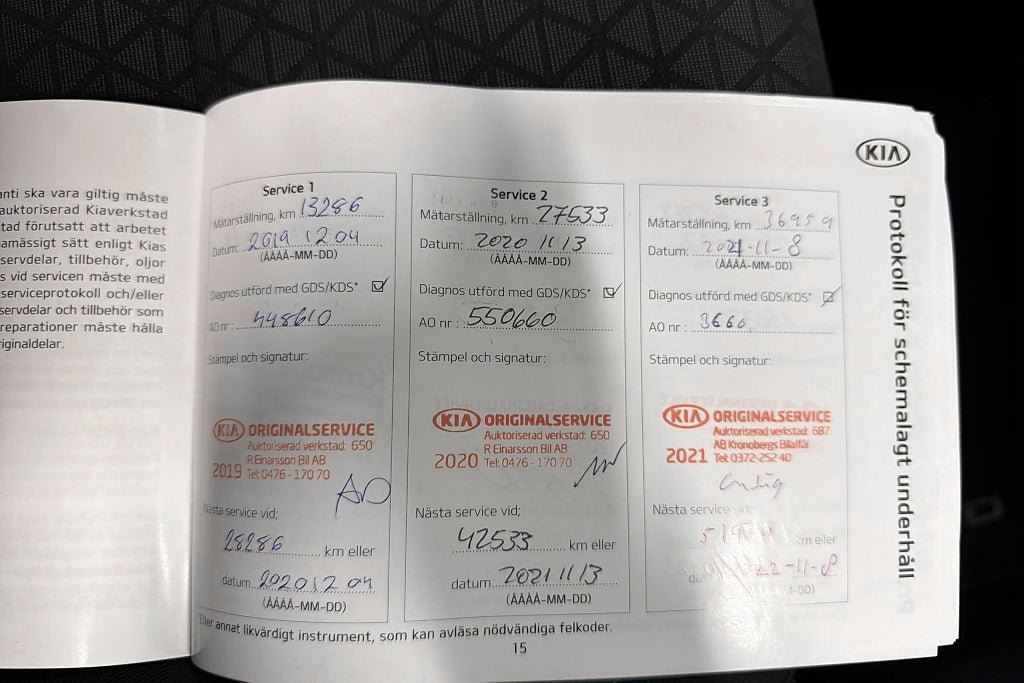 anti ska vara giltig måste
auktoriserad Kiaverkstad
tad förutsatt att arbetet
amässigt sätt enligt Kias
servdelar, tillbehör, oljor
s vid servicen måste med
serviceprotokoll och/eller
servdelar och tillbehör som
reparationer måste hålla
riginaldelar.
KIA
Protokoll för schemalagt underhåll
Service 1
Mätarställning, km 13286
Datum: 2019 12 04
(ÅÅÅÅ-MM-DD)
Diagnos utförd med GDS/KDS*
AO nr : 448610
Stämpel och signatur:
KIA ORIGINALSERVICE
Auktoriserad verkstad: 650
R Einarsson Bil AB
2019 Tel: 0476 - 170 70
Nästa service vid;
28286 km eller
datum 2020 12 04
(ÅÅÅÅ-MM-DD)
Service 2
Mätarställning, km 27533
Datum: 2020 11 13
(ÅÅÅÅ-MM-DD)
Diagnos utförd med GDS/KDS*
AO nr : 550660
Stämpel och signatur:
KIA ORIGINALSERVICE
Auktoriserad verkstad: 650
R Einarsson Bil AB
2020 Tel: 0476 - 170 70
Nästa service vid;
42533 km eller
datum 2021 11 13
(ÅÅÅÅ-MM-DD)
Service 3
Mätarställning, km 36959
Datum: 2021-11-8
(ÅÅÅÅ-MM-DD)
Diagnos utförd med GDS/KDS*
AO nr : 3666
Stämpel och signatur:
KIA ORIGINALSERVICE
Auktoriserad verkstad: 687
AB Kronobergs Bilaffär
2021 Tel: 0372-252 40
Nästa service vid;
km eller
22-11-8
*Eller annat likvärdigt instrument, som kan avläsa nödvändiga felkoder.
15